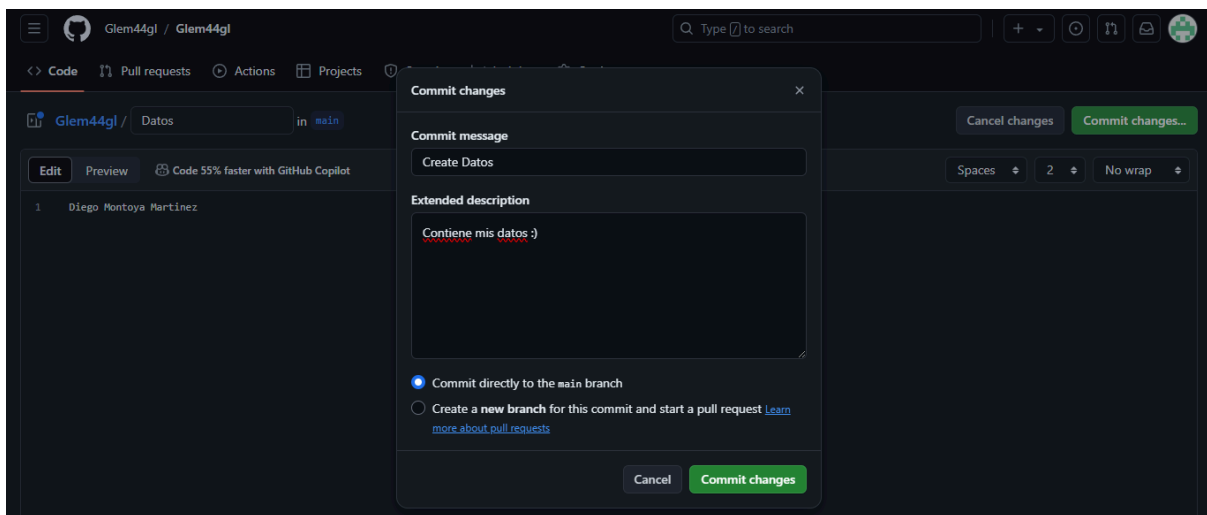 Glem44gl / Glem44gl
Type / to search
Code Pull requests Actions Projects
Glem44gl / Datos in main
Cancel changes Commit changes...
Edit Preview Code 55% faster with GitHub Copilot
Spaces 2 No wrap
1 Diego Montoya Martinez
Commit changes
Commit message
Create Datos
Extended description
Contiene mis datos :)
Commit directly to the main branch
Create a new branch for this commit and start a pull request Learn
more about pull requests
Cancel Commit changes